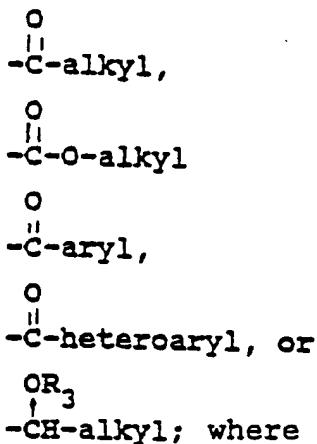 O
||
-C-alkyl,
O
||
-C-O-alkyl
O
||
-C-aryl,
O
||
-C-heteroaryl, or
OR3
↑
-CH-alkyl; where